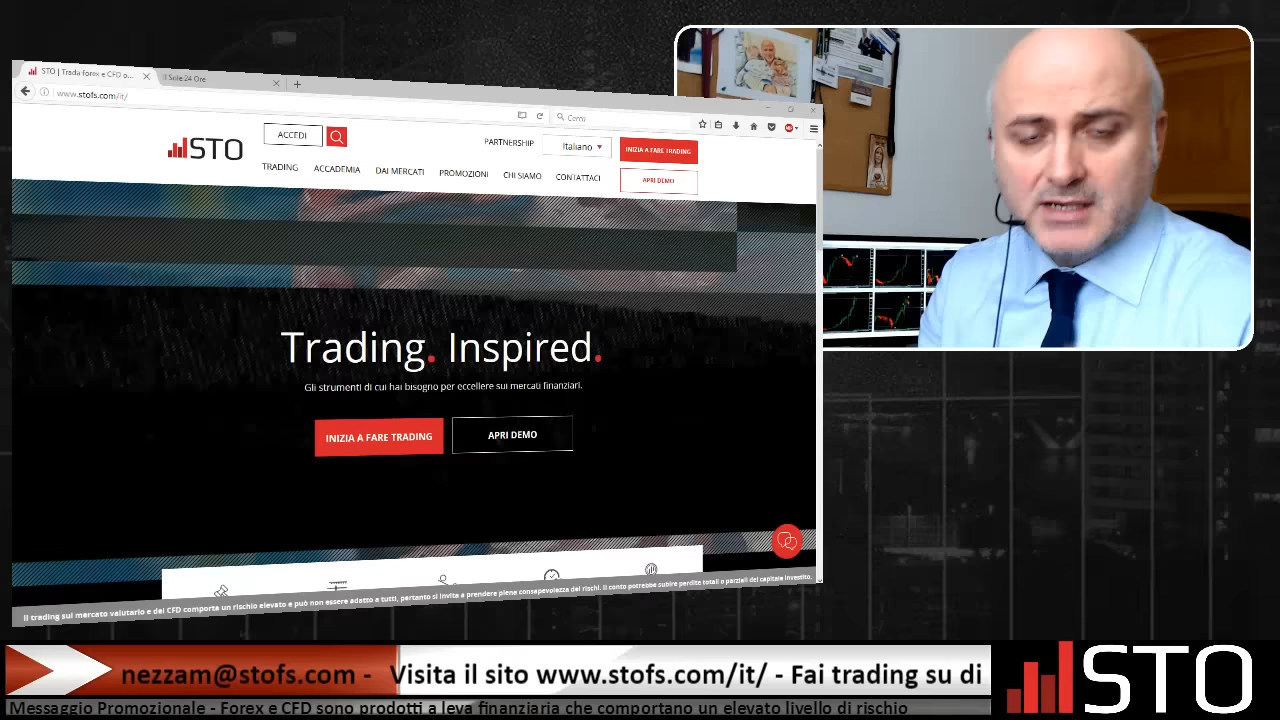 STO | Trada forex e CFD o...
Il Sole 24 Ore
www.stofs.com/it/
Cerca
STO
ACCEDI
PARTNERSHIP
Italiano
INIZIA A FARE TRADING
TRADING
ACCADEMIA
DAI MERCATI
PROMOZIONI
CHI SIAMO
CONTATTACI
APRI DEMO
Trading. Inspired.
Gli strumenti di cui hai bisogno per eccellere sui mercati finanziari.
INIZIA A FARE TRADING
APRI DEMO
Il trading sul mercato valutario e dei CFD comporta un rischio elevato e può non essere adatto a tutti, pertanto si invita a prendere piena consapevolezza dei rischi. Il conto potrebbe subire perdite totali o parziali del capitale investito.
nezzam@stofs.com - Visita il sito www.stofs.com/it/ - Fai trading su di
STO
Messaggio Promozionale - Forex e CFD sono prodotti a leva finanziaria che comportano un elevato livello di rischio